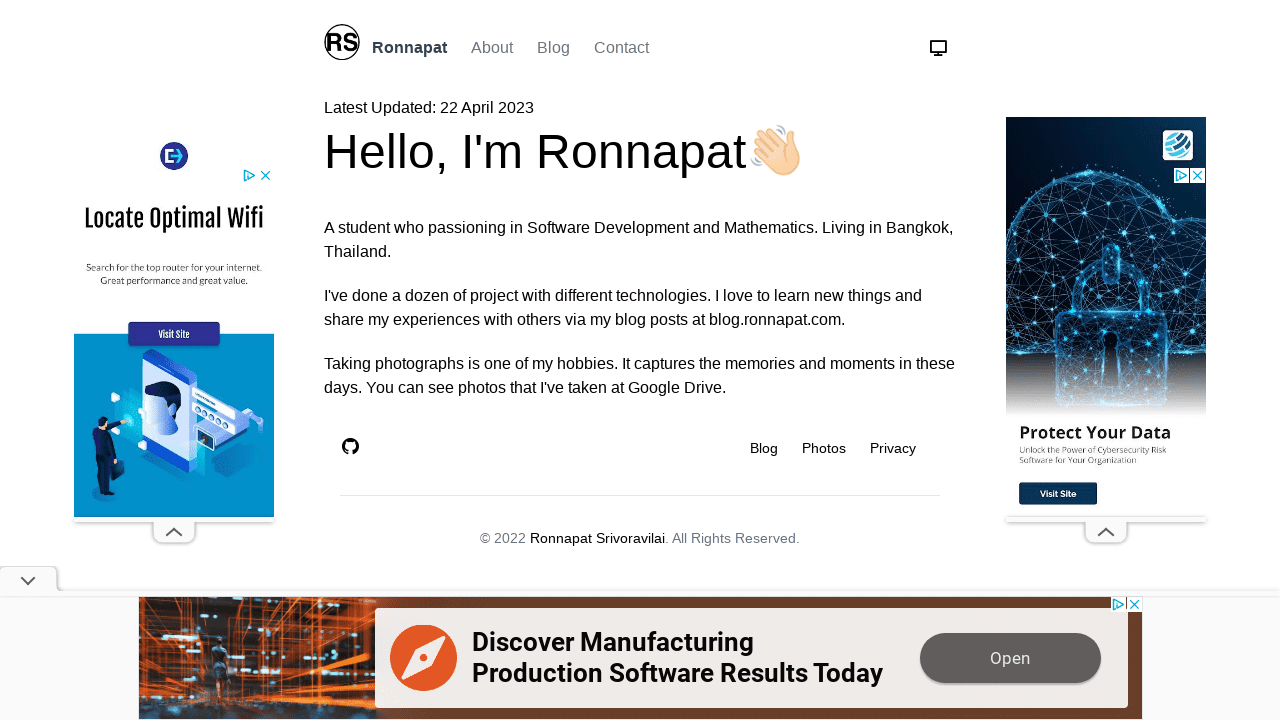 RS Ronnapat About Blog Contact
Latest Updated: 22 April 2023
Hello, I'm Ronnapat👋🏻
A student who passioning in Software Development and Mathematics. Living in Bangkok,
Thailand.
I've done a dozen of project with different technologies. I love to learn new things and
share my experiences with others via my blog posts at blog.ronnapat.com.
Taking photographs is one of my hobbies. It captures the memories and moments in these
days. You can see photos that I've taken at Google Drive.
Blog Photos Privacy
© 2022 Ronnapat Srivoravilai. All Rights Reserved.
Locate Optimal Wifi
Search for the top router for your internet.
Great performance and great value.
Visit Site
Protect Your Data
Unlock the Power of Cybersecurity Risk
Software for Your Organization
Visit Site
Discover Manufacturing
Production Software Results Today
Open